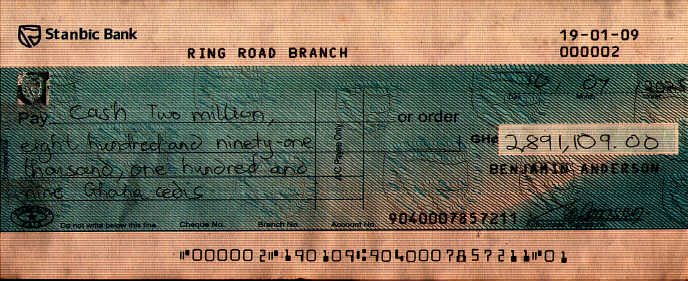 Stanbic Bank
19-01-09
RING ROAD BRANCH
000002
10 07 2025
Pay Cash Two million, or order
eight hundred and ninety-one
GH¢ 2,891,109.00
thousand, one hundred and
BENJAMIN ANDERSON
nine Ghana cedis
A/C Payee Only
9040007857211
Do not write below this line Cheque No. Branch No. Account No.
⑈000002⑈190109⑆9040007857211⑈01